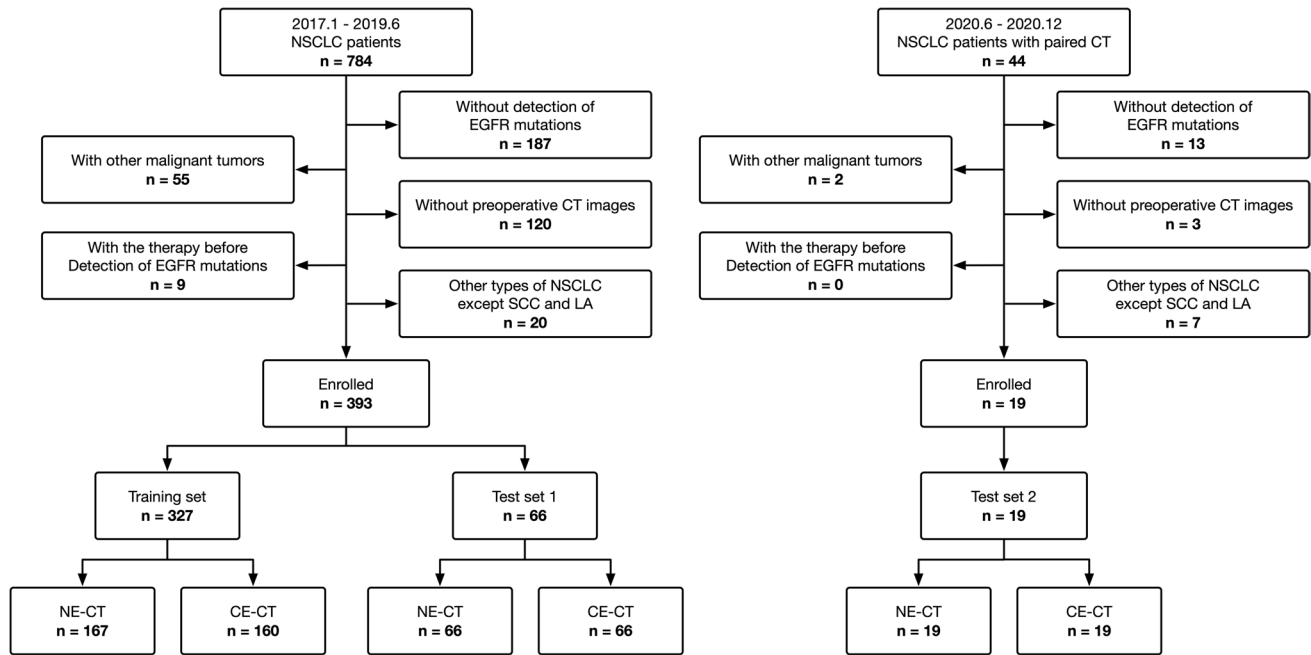 2017.1 - 2019.6
NSCLC patients
n = 784
Without detection of
EGFR mutations
n = 187
With other malignant tumors
n = 55
Without preoperative CT images
n = 120
With the therapy before
Detection of EGFR mutations
n = 9
Other types of NSCLC
except SCC and LA
n = 20
Enrolled
n = 393
Training set
n = 327
Test set 1
n = 66
NE-CT
n = 167
CE-CT
n = 160
NE-CT
n = 66
CE-CT
n = 66
2020.6 - 2020.12
NSCLC patients with paired CT
n = 44
Without detection of
EGFR mutations
n = 13
With other malignant tumors
n = 2
Without preoperative CT images
n = 3
With the therapy before
Detection of EGFR mutations
n = 0
Other types of NSCLC
except SCC and LA
n = 7
Enrolled
n = 19
Test set 2
n = 19
NE-CT
n = 19
CE-CT
n = 19